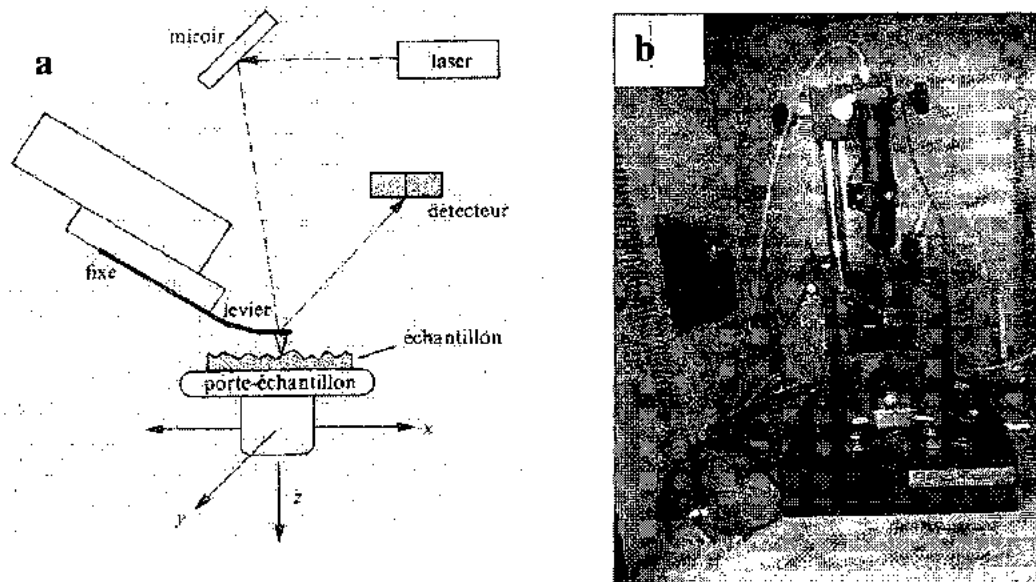 a
miroir
laser
détecteur
fixe
levier
échantillon
porte-échantillon
x
y
z
b